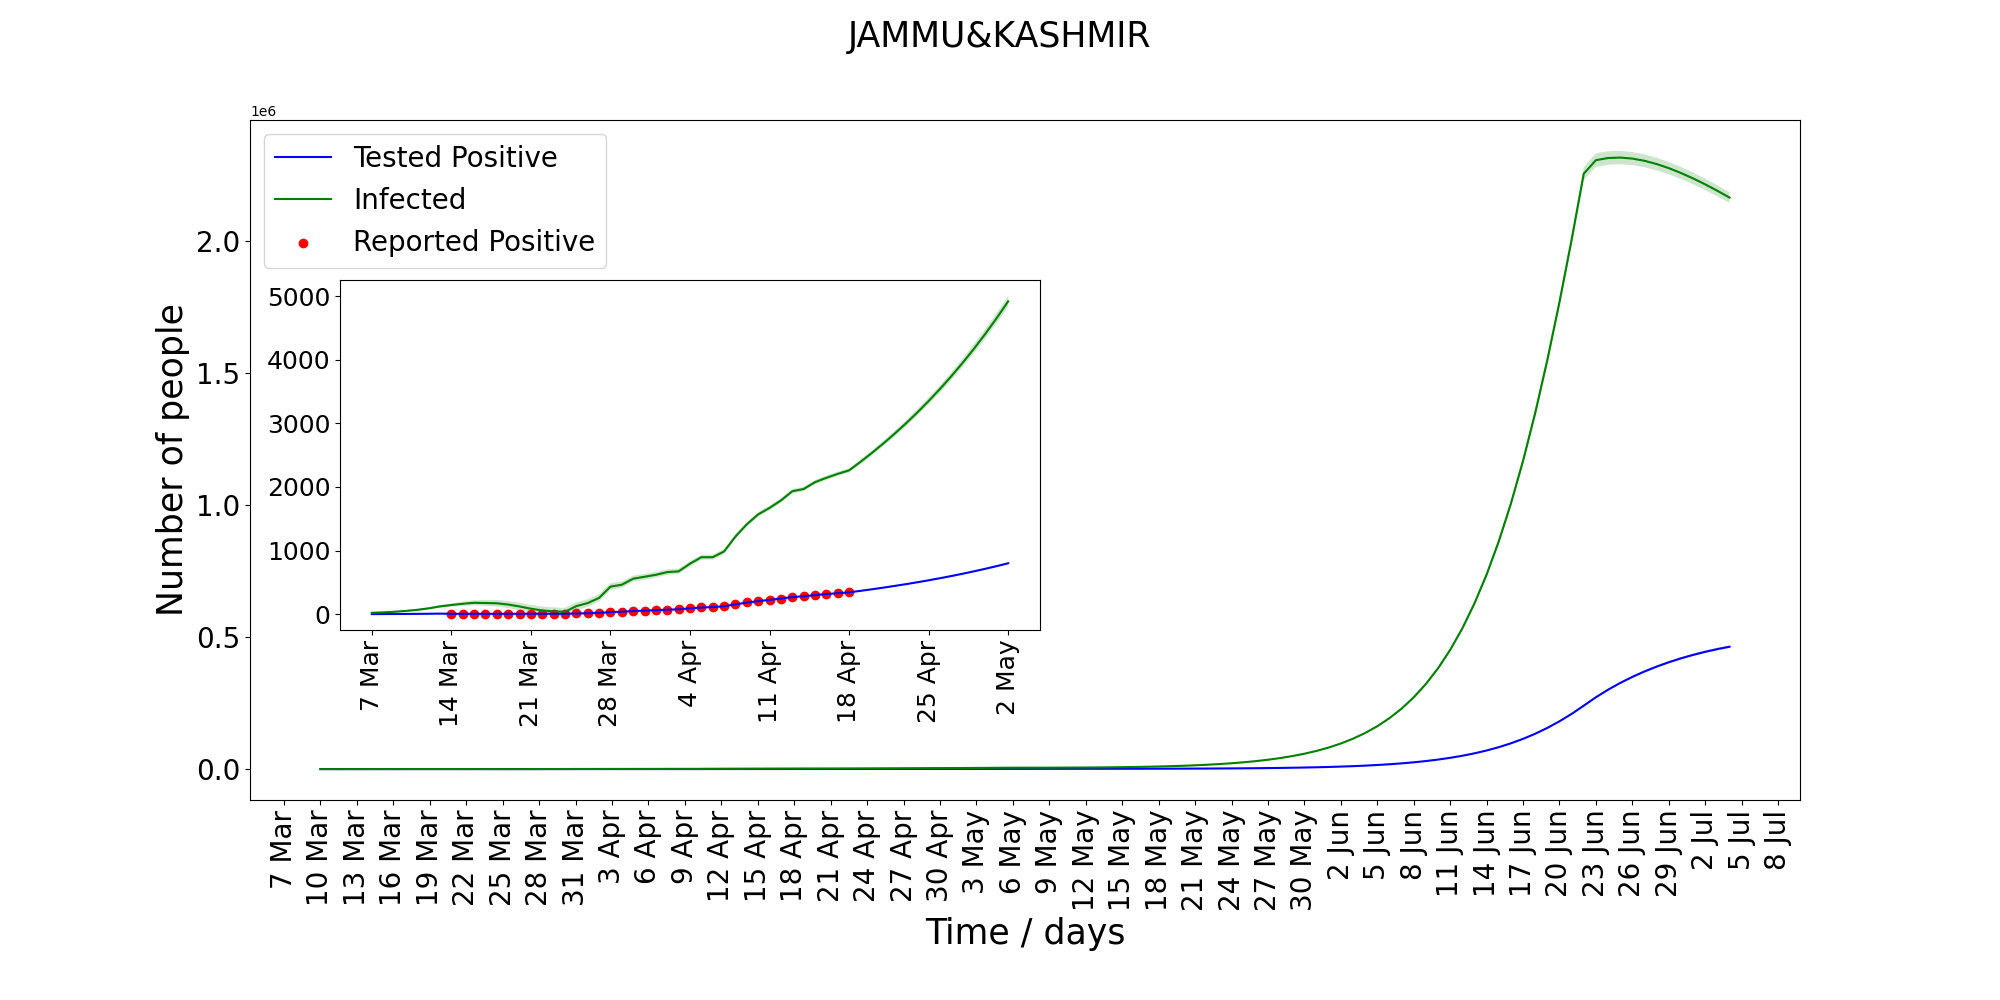 JAMMU&KASHMIR
1e6
Tested Positive
Infected
Reported Positive
Number of people
2.0
1.5
1.0
0.5
0.0
5000
4000
3000
2000
1000
0
7 Mar
14 Mar
21 Mar
28 Mar
4 Apr
11 Apr
18 Apr
25 Apr
2 May
7 Mar
10 Mar
13 Mar
16 Mar
19 Mar
22 Mar
25 Mar
28 Mar
31 Mar
3 Apr
6 Apr
9 Apr
12 Apr
15 Apr
18 Apr
21 Apr
24 Apr
27 Apr
30 Apr
3 May
6 May
9 May
12 May
15 May
18 May
21 May
24 May
27 May
30 May
2 Jun
5 Jun
8 Jun
11 Jun
14 Jun
17 Jun
20 Jun
23 Jun
26 Jun
29 Jun
2 Jul
5 Jul
8 Jul
Time / days